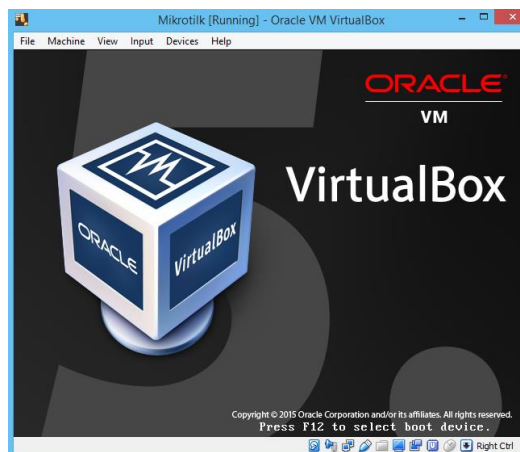 Mikrotilk [Running] - Oracle VM VirtualBox
File Machine View Input Devices Help
ORACLE
VM
VirtualBox
ORACLE
VirtualBox
5.
Copyright © 2015 Oracle Corporation and/or its affiliates. All rights reserved.
Press F12 to select boot device.
Right Ctrl